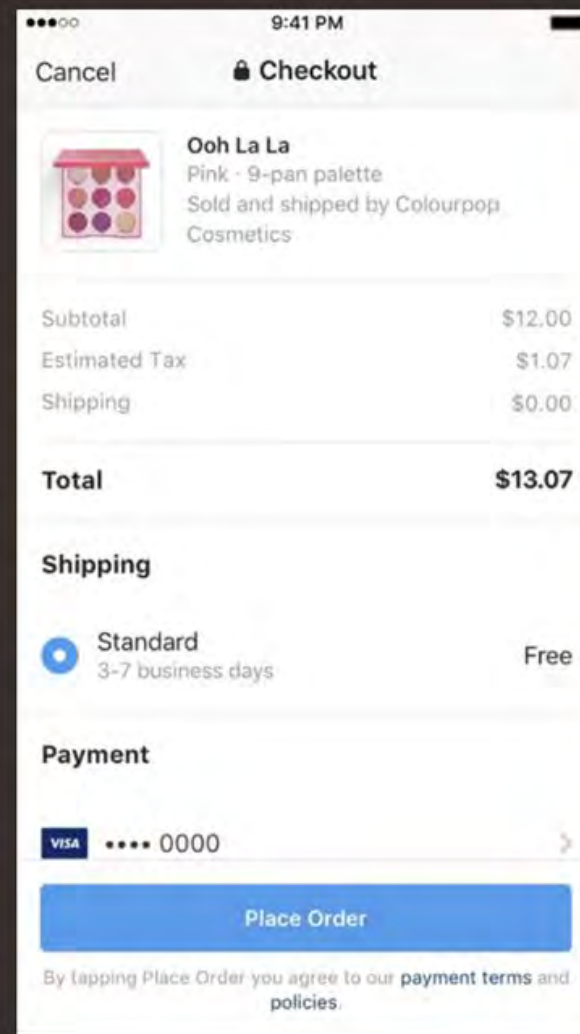 9:41 PM
Cancel
Checkout
Ooh La La
Pink · 9-pan palette
Sold and shipped by Colourpop
Cosmetics
Subtotal $12.00
Estimated Tax $1.07
Shipping $0.00
Total $13.07
Shipping
Standard
3-7 business days
Free
Payment
VISA •••• 0000
Place Order
By tapping Place Order you agree to our payment terms and
policies.